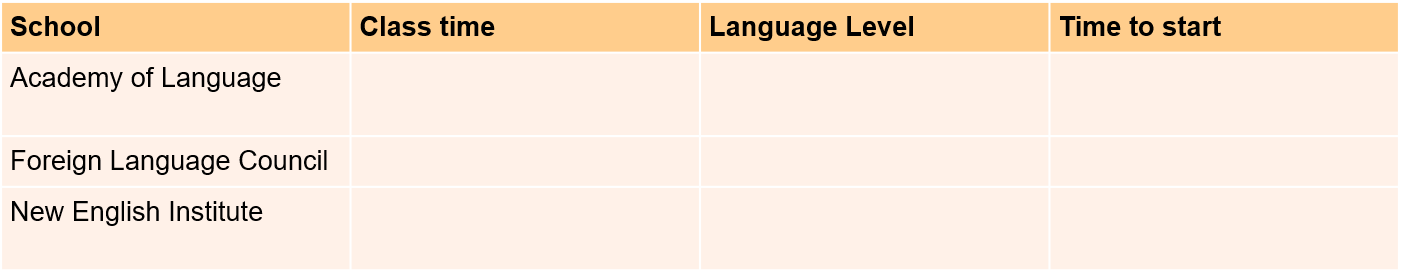 School Class time Language Level Time to start
Academy of Language
Foreign Language Council
New English Institute